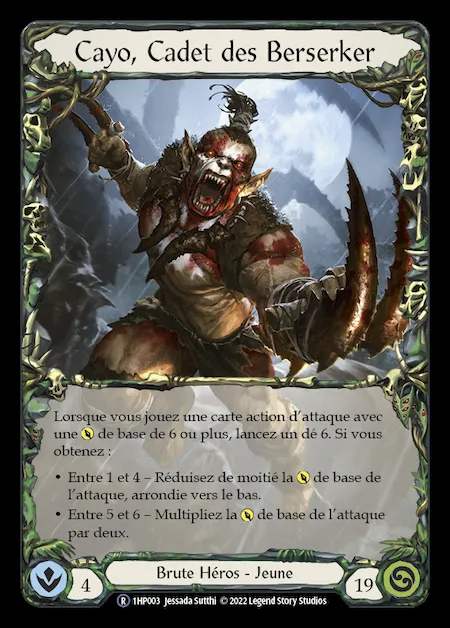 Cayo, Cadet des Berserker
Lorsque vous jouez une carte action d'attaque avec
une de base de 6 ou plus, lancez un dé 6. Si vous
obtenez :
• Entre 1 et 4 – Réduisez de moitié la de base de
l'attaque, arrondie vers le bas.
• Entre 5 et 6 – Multipliez la de base de l'attaque
par deux.
4
Brute Héros - Jeune
19
R 1HP003 Jessada Sutthi © 2022 Legend Story Studios